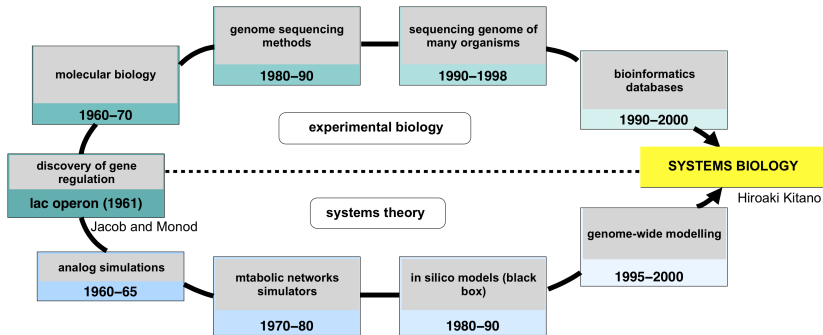 genome sequencing
methods
1980–90
sequencing genome of
many organisms
1990–1998
molecular biology
1960–70
bioinformatics
databases
1990–2000
experimental biology
discovery of gene
regulation
lac operon (1961)
Jacob and Monod
SYSTEMS BIOLOGY
Hiroaki Kitano
systems theory
analog simulations
1960–65
mtabolic networks
simulators
1970–80
in silico models (black
box)
1980–90
genome-wide modelling
1995–2000